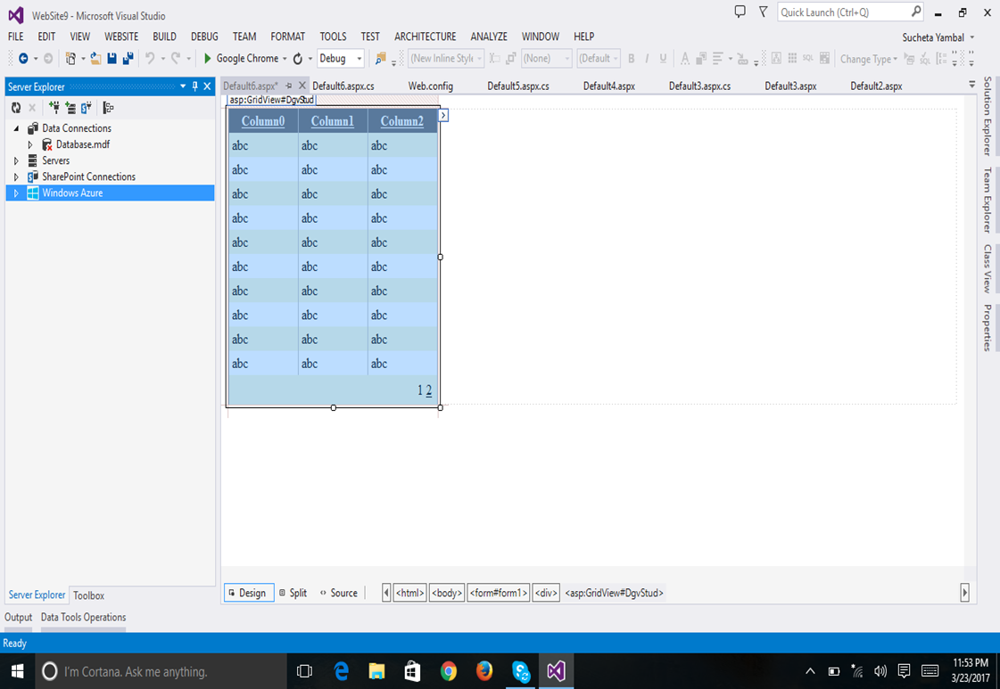 WebSite9 - Microsoft Visual Studio
Quick Launch (Ctrl+Q)
FILE EDIT VIEW WEBSITE BUILD DEBUG TEAM FORMAT TOOLS TEST ARCHITECTURE ANALYZE WINDOW HELP
Sucheta Yambal
Google Chrome Debug (New Inline Style (None) (Default B I U A SQL Change Type SQL
Server Explorer
Default6.aspx* Default6.aspx.cs Web.config Default5.aspx.cs Default4.aspx Default3.aspx.cs Default3.aspx Default2.aspx
asp:GridView#DgvStud
Data Connections
Database.mdf
Servers
SharePoint Connections
Windows Azure
Column0 Column1 Column2
abc abc abc
abc abc abc
abc abc abc
abc abc abc
abc abc abc
abc abc abc
abc abc abc
abc abc abc
abc abc abc
abc abc abc
1 2
Solution Explorer
Team Explorer
Class View
Properties
Server Explorer Toolbox
Design Split Source <html> <body> <form#form1> <div> <asp:GridView#DgvStud>
Output Data Tools Operations
Ready
I'm Cortana. Ask me anything.
11:53 PM
3/23/2017